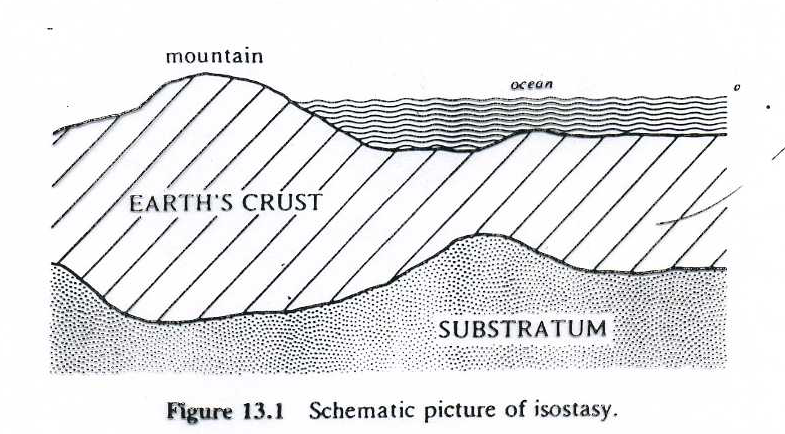 mountain
ocean
EARTH'S CRUST
SUBSTRATUM
Figure 13.1 Schematic picture of isostasy.